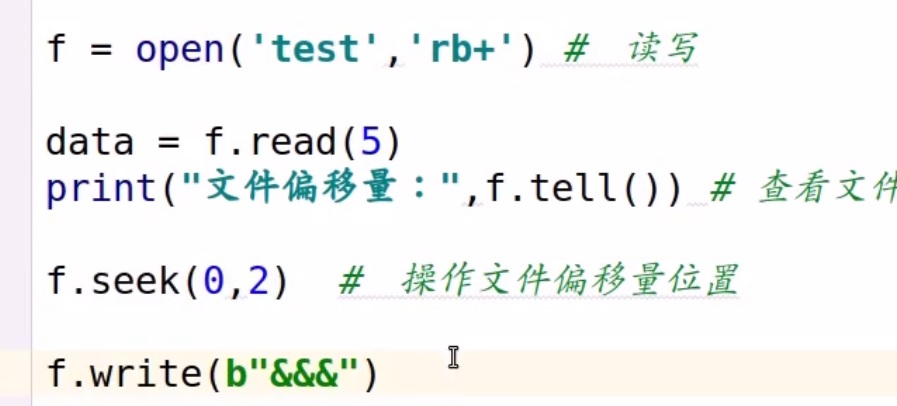 f = open('test','rb+') # 读写
data = f.read(5)
print("文件偏移量：",f.tell()) # 查看文件
f.seek(0,2) # 操作文件偏移量位置
f.write(b"&&&")